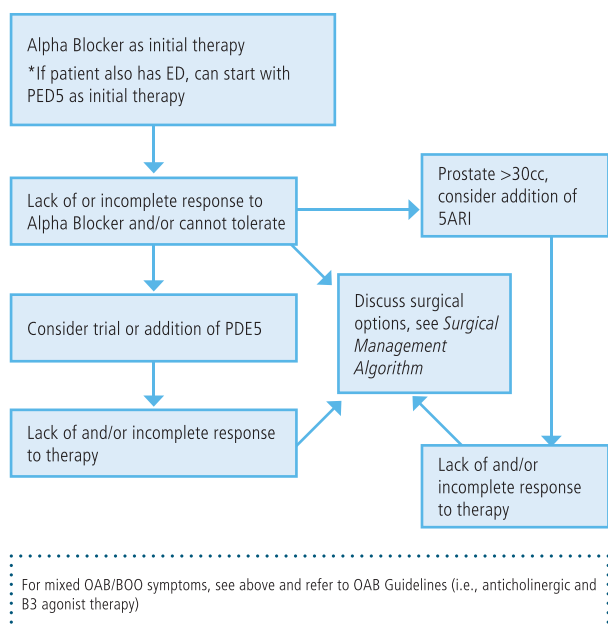 Alpha Blocker as initial therapy
*If patient also has ED, can start with
PED5 as initial therapy
Lack of or incomplete response to
Alpha Blocker and/or cannot tolerate
Prostate >30cc,
consider addition of
5ARI
Consider trial or addition of PDE5
Discuss surgical
options, see Surgical
Management
Algorithm
Lack of and/or incomplete response
to therapy
Lack of and/or
incomplete response
to therapy
For mixed OAB/BOO symptoms, see above and refer to OAB Guidelines (i.e., anticholinergic and
B3 agonist therapy)